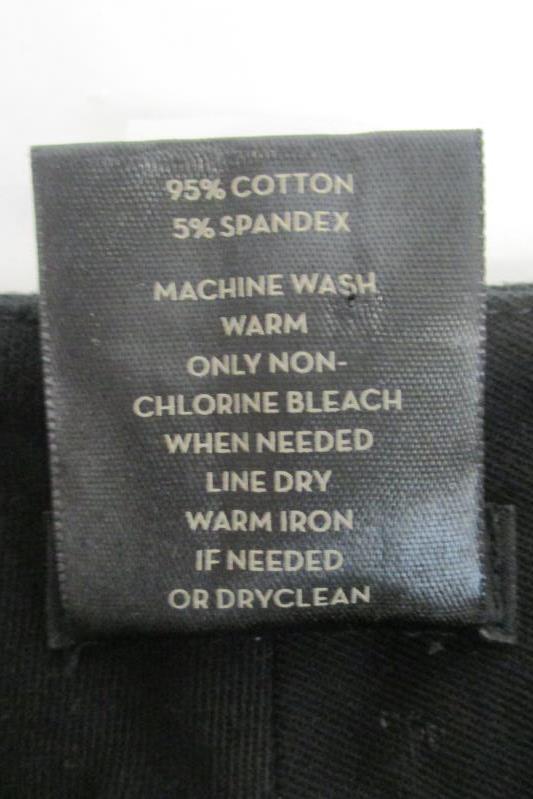 95% COTTON
5% SPANDEX
MACHINE WASH
WARM
ONLY NON-
CHLORINE BLEACH
WHEN NEEDED
LINE DRY
WARM IRON
IF NEEDED
OR DRYCLEAN